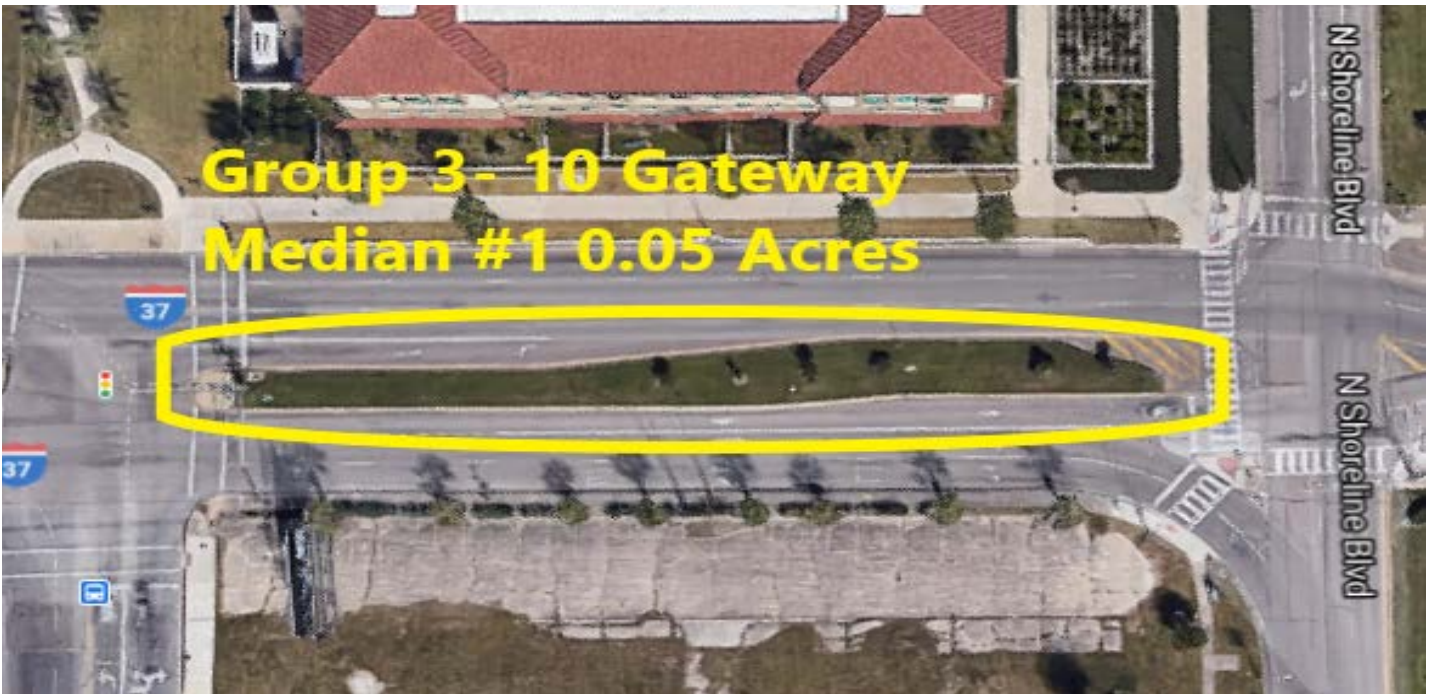 N Shoreline Blvd
Group 3- 10 Gateway
Median #1 0.05 Acres
37
N Shoreline Blvd
37